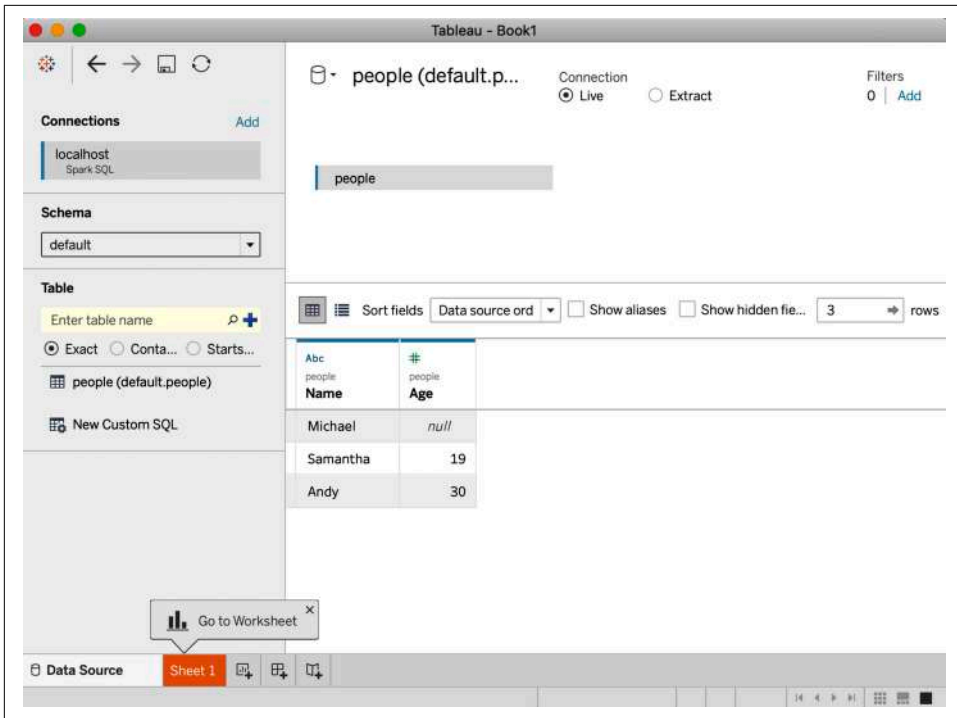 Tableau - Book1
people (default.p...
Connection
Live
Extract
Filters
0
Add
Connections
Add
localhost
Spark SQL
people
Schema
default
Table
Enter table name
Exact
Conta...
Starts...
people (default.people)
New Custom SQL
Sort fields
Data source ord
Show aliases
Show hidden fie...
3
rows
Abc
#
people
people
Name
Age
Michael
null
Samantha
19
Andy
30
Go to Worksheet
Data Source
Sheet 1